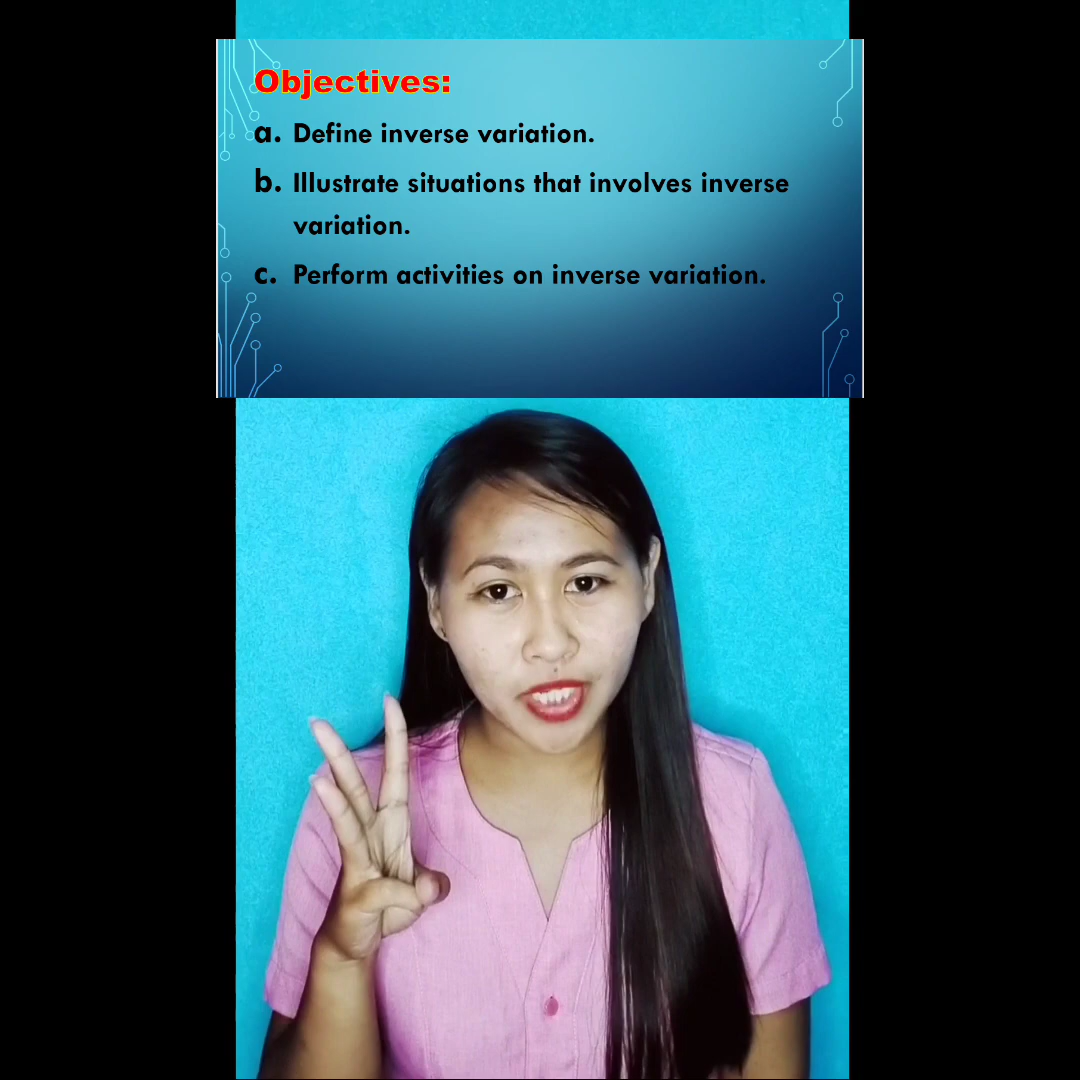 Objectives:
a. Define inverse variation.
b. Illustrate situations that involves inverse
variation.
c. Perform activities on inverse variation.